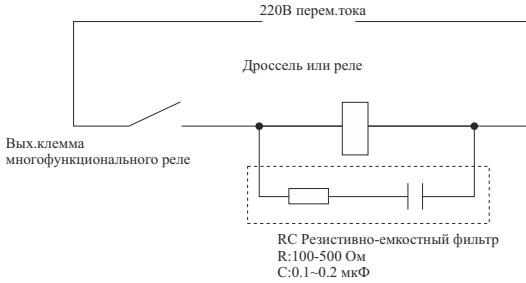 220В перем.тока
Дроссель или реле
Вых.клемма
многофункционального реле
RC Резистивно-емкостный фильтр
R:100-500 Ом
C:0.1~0.2 мкФ